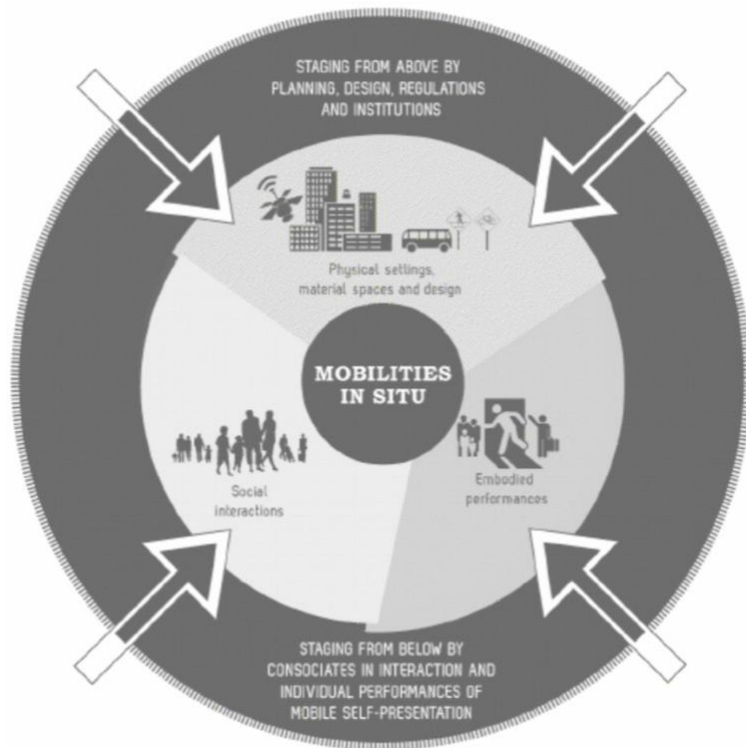 STAGING FROM ABOVE BY
PLANNING, DESIGN, REGULATIONS
AND INSTITUTIONS
Physical settings,
material spaces and design
MOBILITIES
IN SITU
Social
interactions
Embodied
performances
STAGING FROM BELOW BY
CONSOCIATES IN INTERACTION AND
INDIVIDUAL PERFORMANCES OF
MOBILE SELF-PRESENTATION